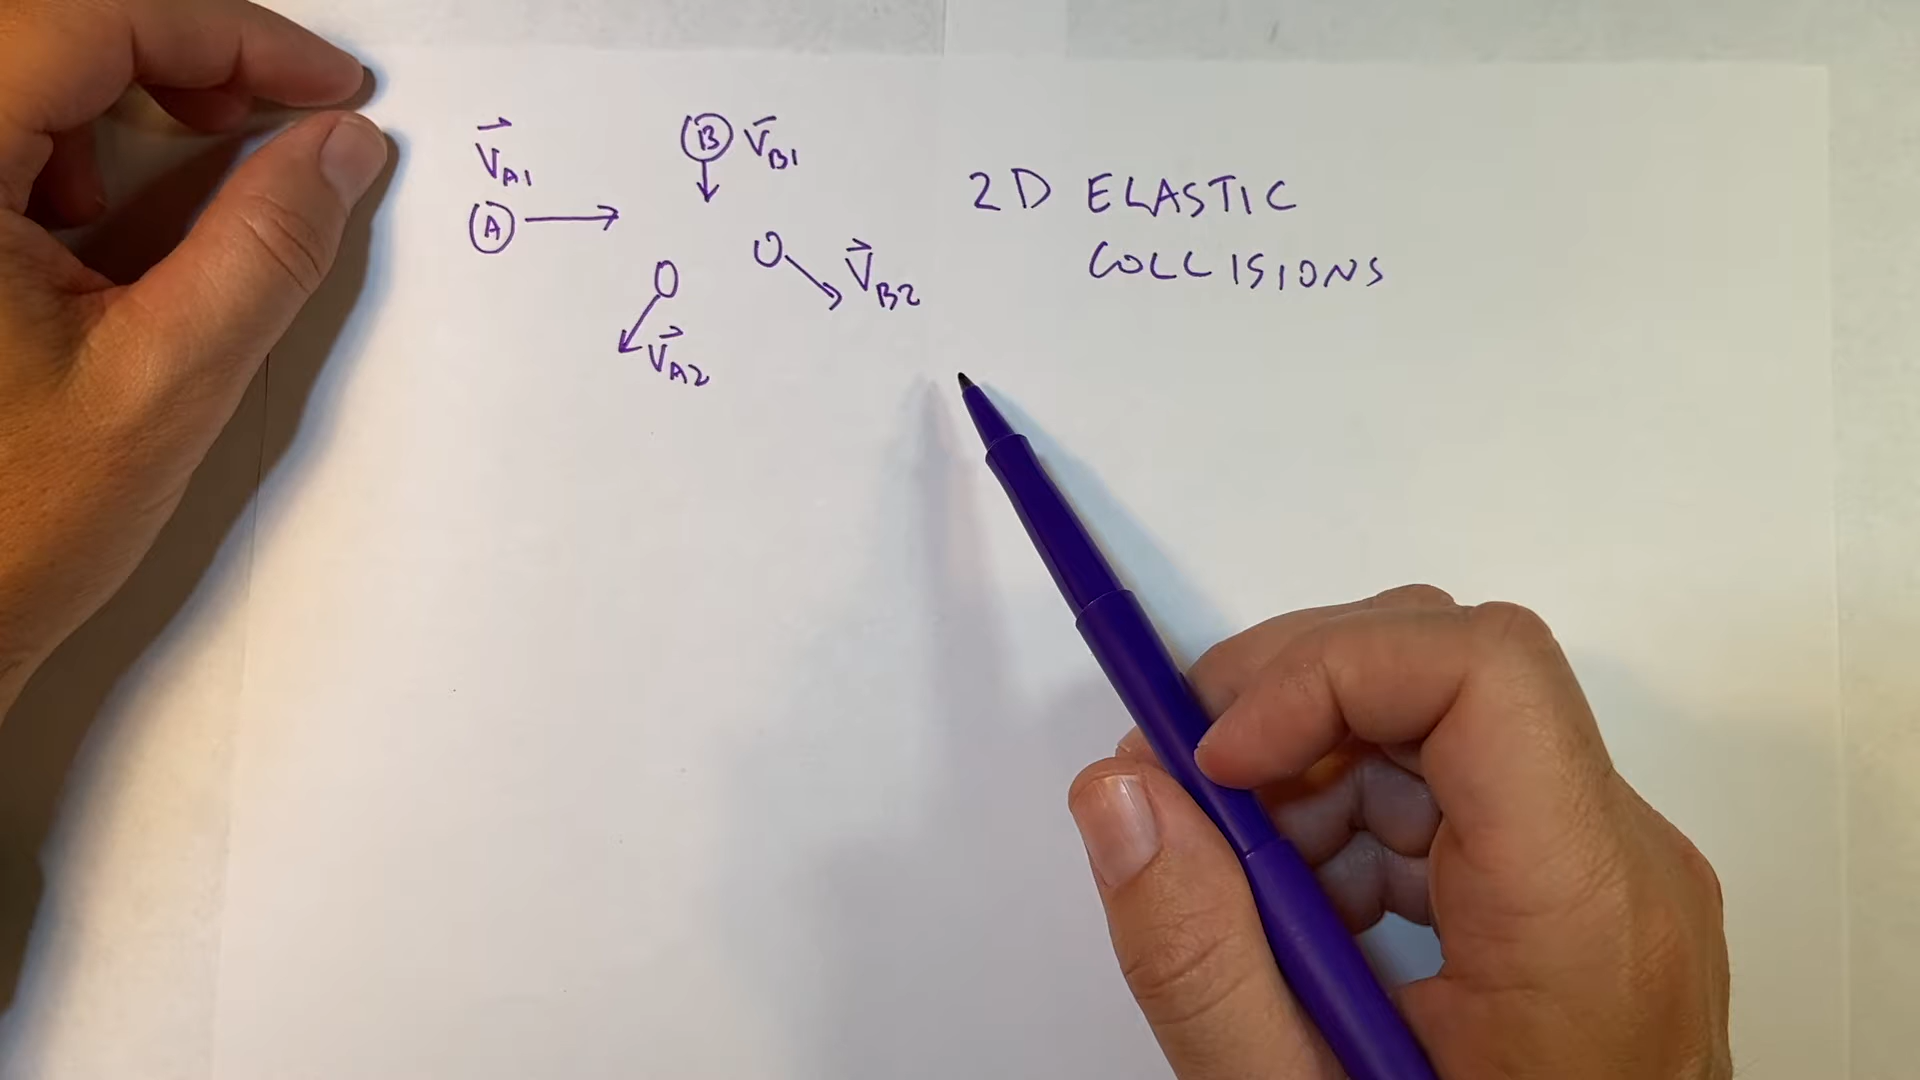 V⃗A1
A
B V⃗B1
V⃗A2
V⃗B2
2D ELASTIC
COLLISIONS